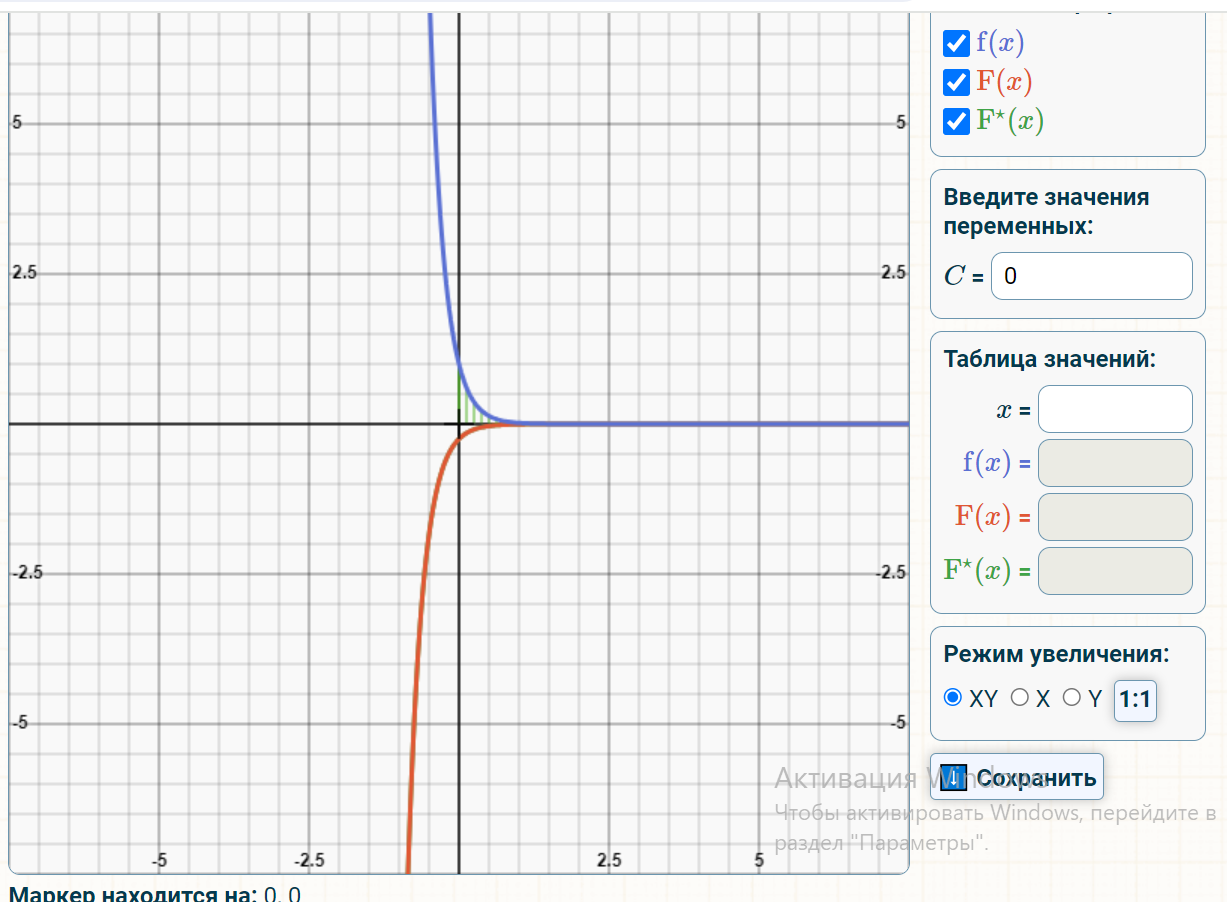 f(x)
F(x)
F*(x)
5
5
Введите значения
переменных:
2.5
2.5
C = 0
Таблица значений:
x =
f(x) =
F(x) =
-2.5
-2.5
F*(x) =
Режим увеличения:
XY X Y 1:1
-5
-5
Активация Windows
Сохранить
Чтобы активировать Windows, перейдите в
раздел "Параметры".
-5
-2.5
2.5
5
Маркер находится на: 0, 0